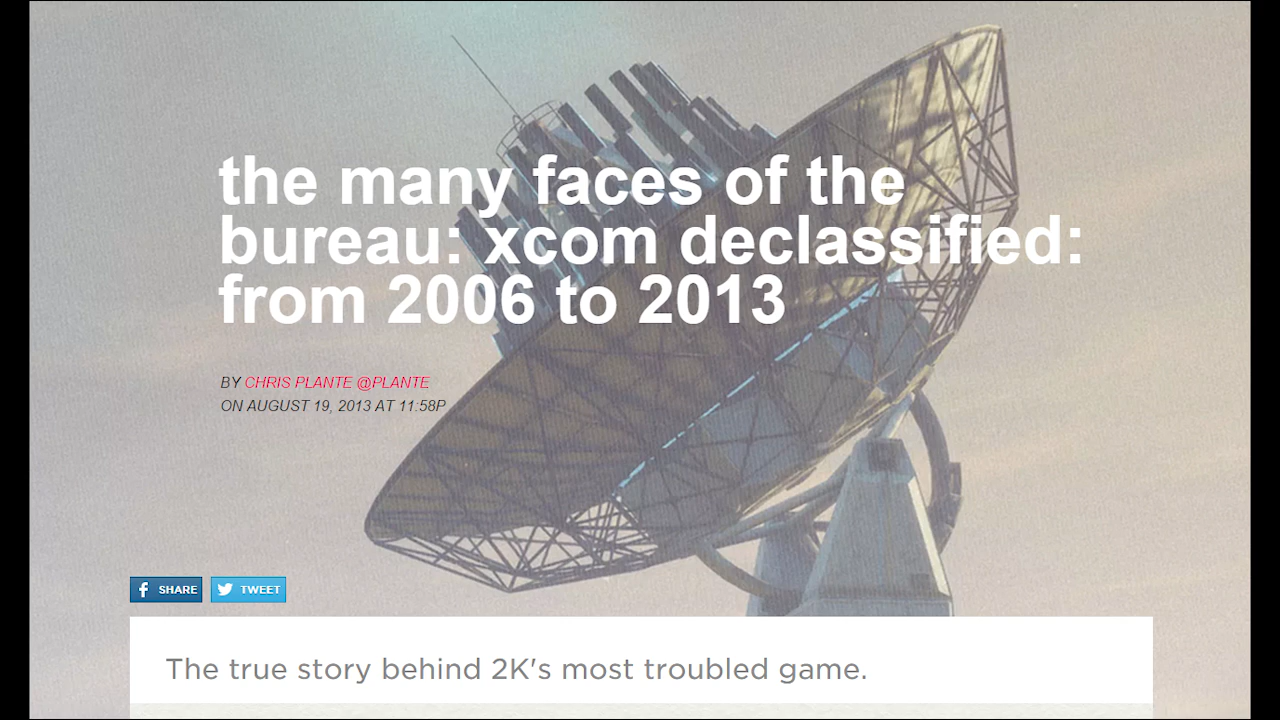 the many faces of the
bureau: xcom declassified:
from 2006 to 2013
BY CHRIS PLANTE @PLANTE
ON AUGUST 19, 2013 AT 11:58P
SHARE TWEET
The true story behind 2K's most troubled game.